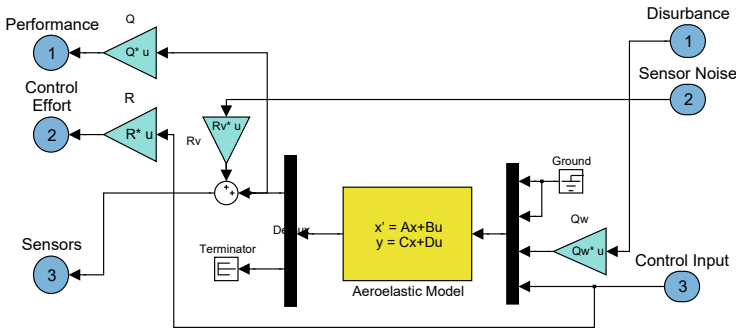 Performance
1
Q
Q* u
Disurbance
1
Control
Effort
2
R
R* u
Sensor Noise
2
Rv
Rv* u
+
+
Ground
Sensors
3
Terminator
x' = Ax+Bu
y = Cx+Du
Aeroelastic Model
Qw
Qw* u
Control Input
3